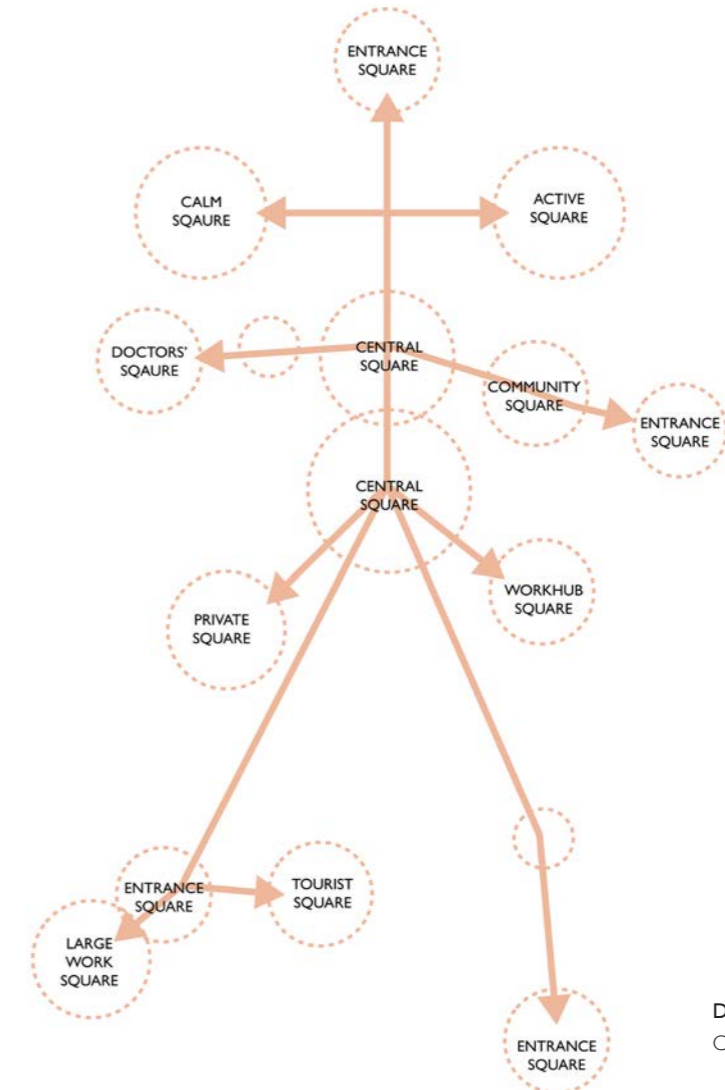 ENTRANCE
SQUARE
CALM
SQAURE
ACTIVE
SQUARE
DOCTORS'
SQAURE
CENTRAL
SQUARE
COMMUNITY
SQUARE
ENTRANCE
SQUARE
CENTRAL
SQUARE
PRIVATE
SQUARE
WORKHUB
SQUARE
ENTRANCE
SQUARE
TOURIST
SQUARE
LARGE
WORK
SQUARE
ENTRANCE
SQUARE